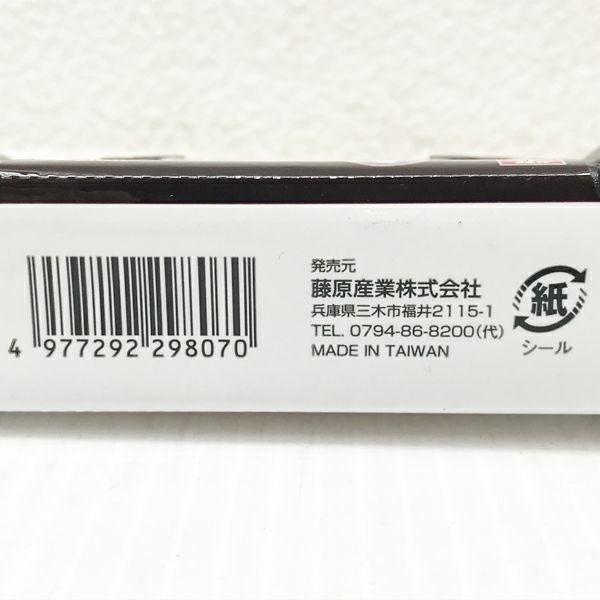 4 977292 298070
発売元
藤原産業株式会社
兵庫県三木市福井2115-1
TEL. 0794-86-8200(代)
MADE IN TAIWAN
紙
シール